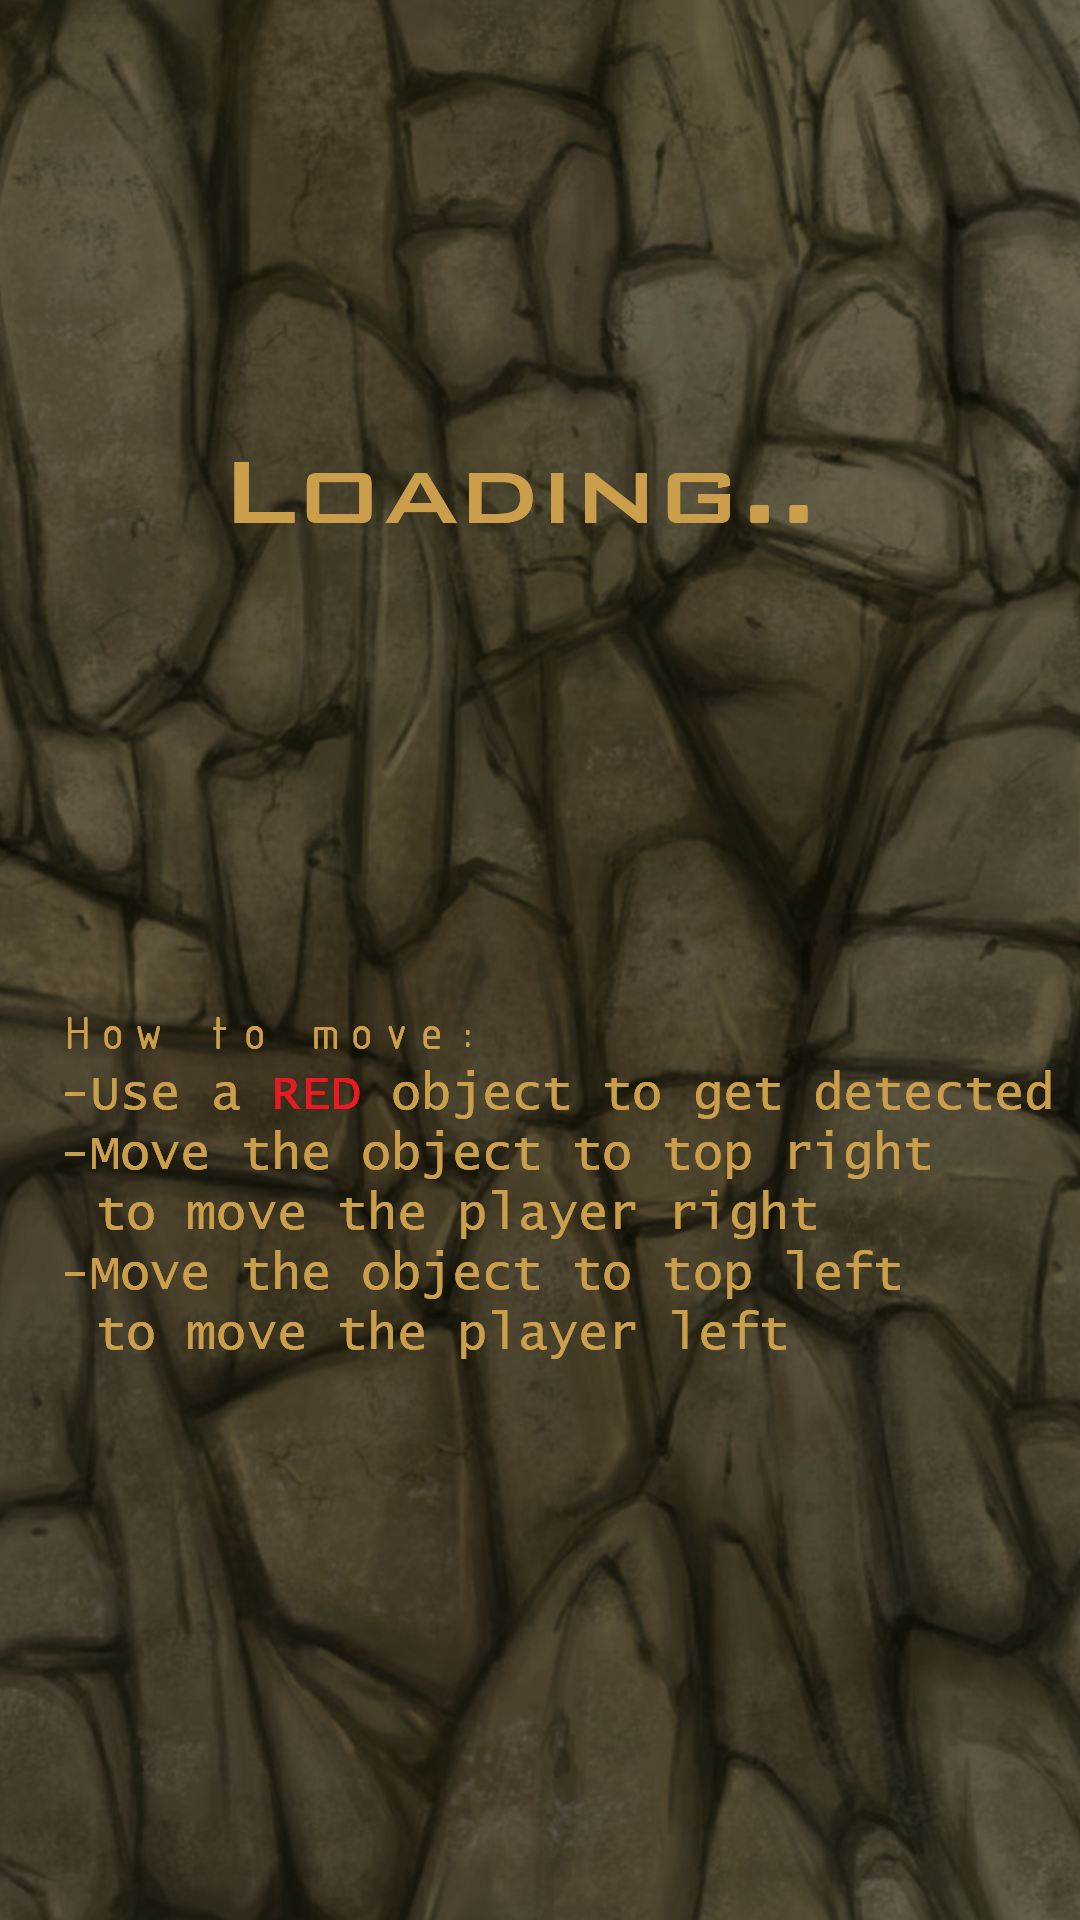 Loading..
How to move:
-Use a RED object to get detected
-Move the object to top right
to move the player right
-Move the object to top left
to move the player left